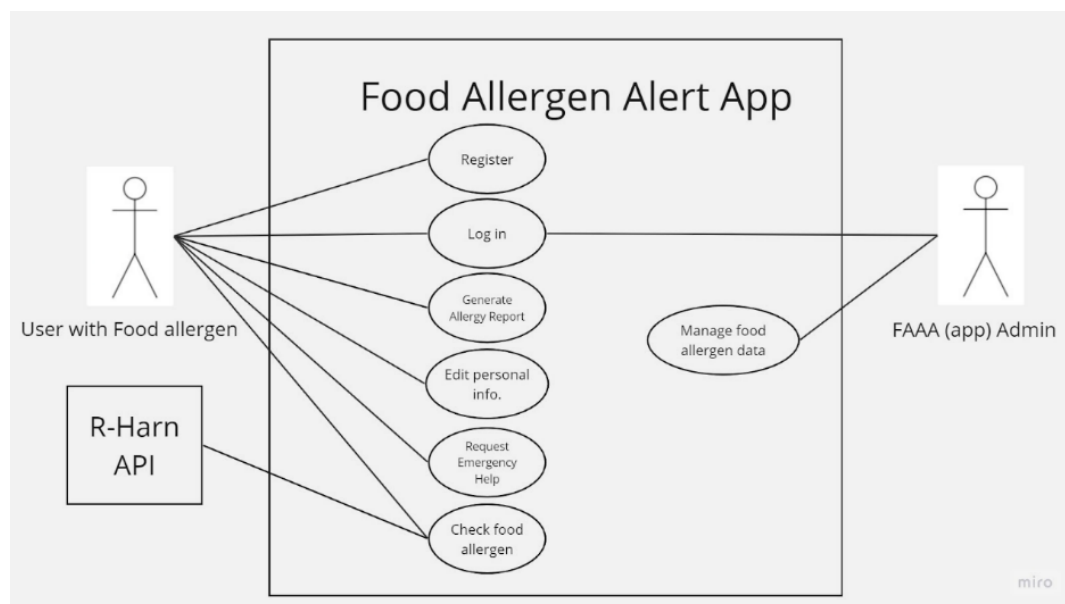 Food Allergen Alert App
Register
Log in
Generate
Allergy Report
Manage food
allergen data
User with Food allergen
FAAA (app) Admin
Edit personal
info.
R-Harn
API
Request
Emergency
Help
Check food
allergen
miro